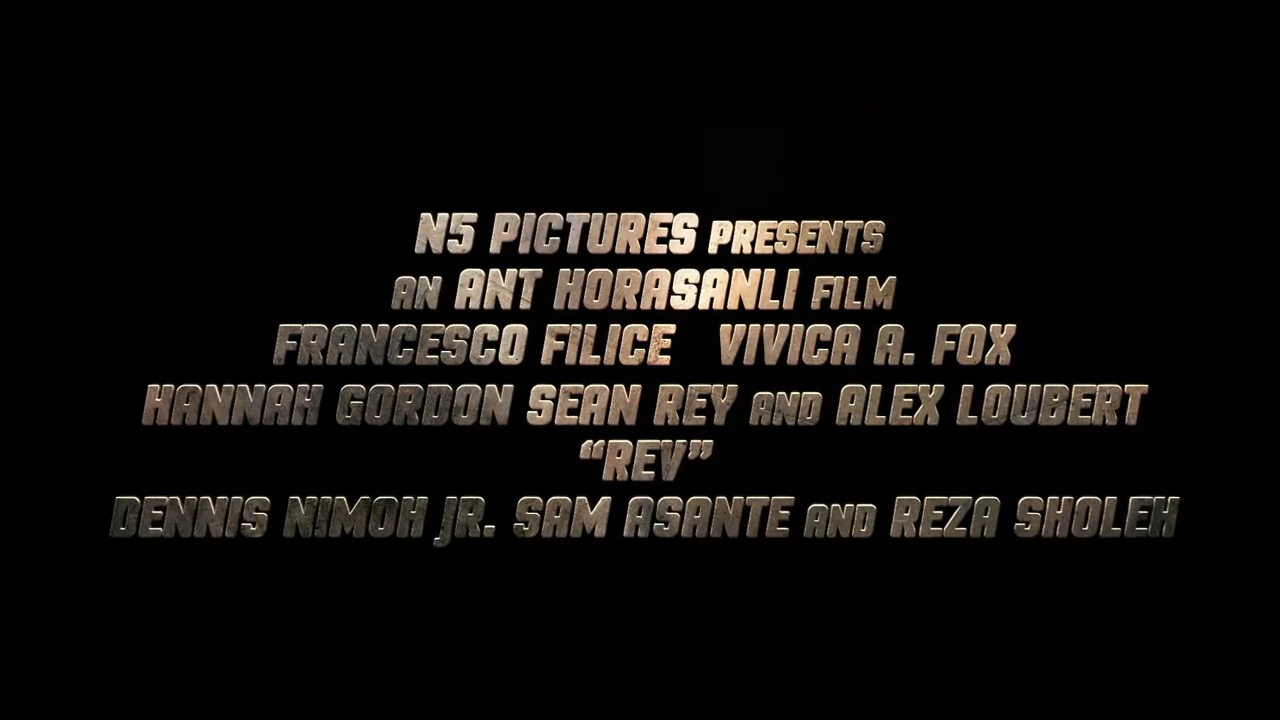 N5 PICTURES PRESENTS
AN ANT HORASANLI FILM
FRANCESCO FILICE VIVICA A. FOX
HANNAH GORDON SEAN REY AND ALEX LOUBERT
“REV”
DENNIS NIMOH JR. SAM ASANTE AND REZA SHOLEH